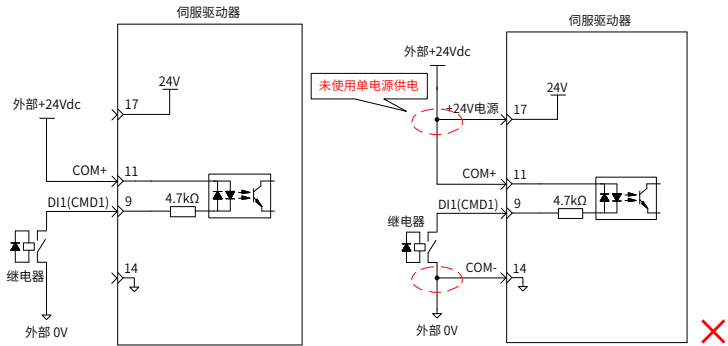 伺服驱动器
24V
外部+24Vdc
17
COM+
11
DI1(CMD1)
9
4.7kΩ
继电器
14
外部 0V
伺服驱动器
外部+24Vdc
未使用单电源供电
24V
+24V电源
17
COM+
11
DI1(CMD1)
9
4.7kΩ
继电器
COM-
14
外部 0V